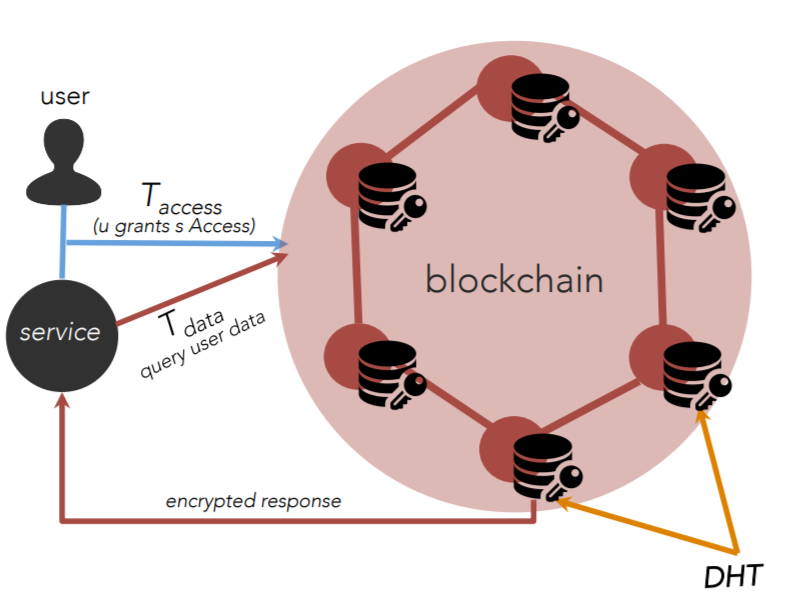 user
T access
(u grants s Access)
blockchain
service
T data
query user data
encrypted response
DHT